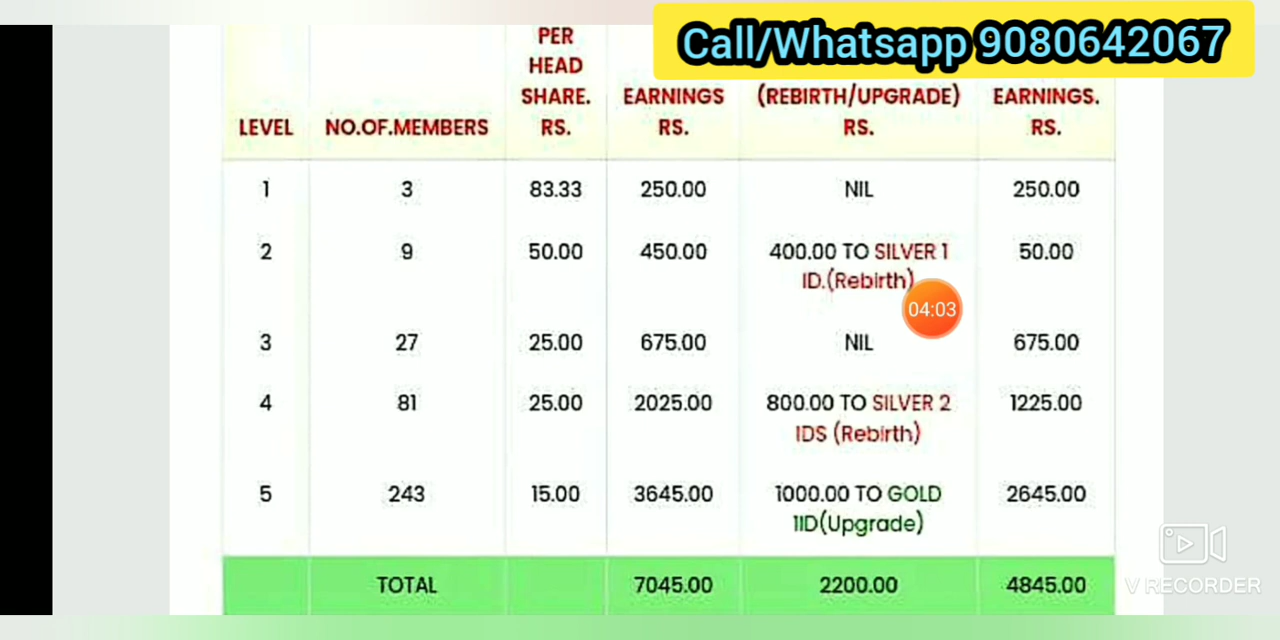 Call/Whatsapp 9080642067
PER
HEAD
SHARE. EARNINGS (REBIRTH/UPGRADE) EARNINGS.
LEVEL NO.OF.MEMBERS RS. RS. RS. RS.
1 3 83.33 250.00 NIL 250.00
2 9 50.00 450.00 400.00 TO SILVER 1 50.00
ID.(Rebirth)
04:03
3 27 25.00 675.00 NIL 675.00
4 81 25.00 2025.00 800.00 TO SILVER 2 1225.00
IDS (Rebirth)
5 243 15.00 3645.00 1000.00 TO GOLD 2645.00
1ID(Upgrade)
TOTAL 7045.00 2200.00 4845.00
V RECORDER